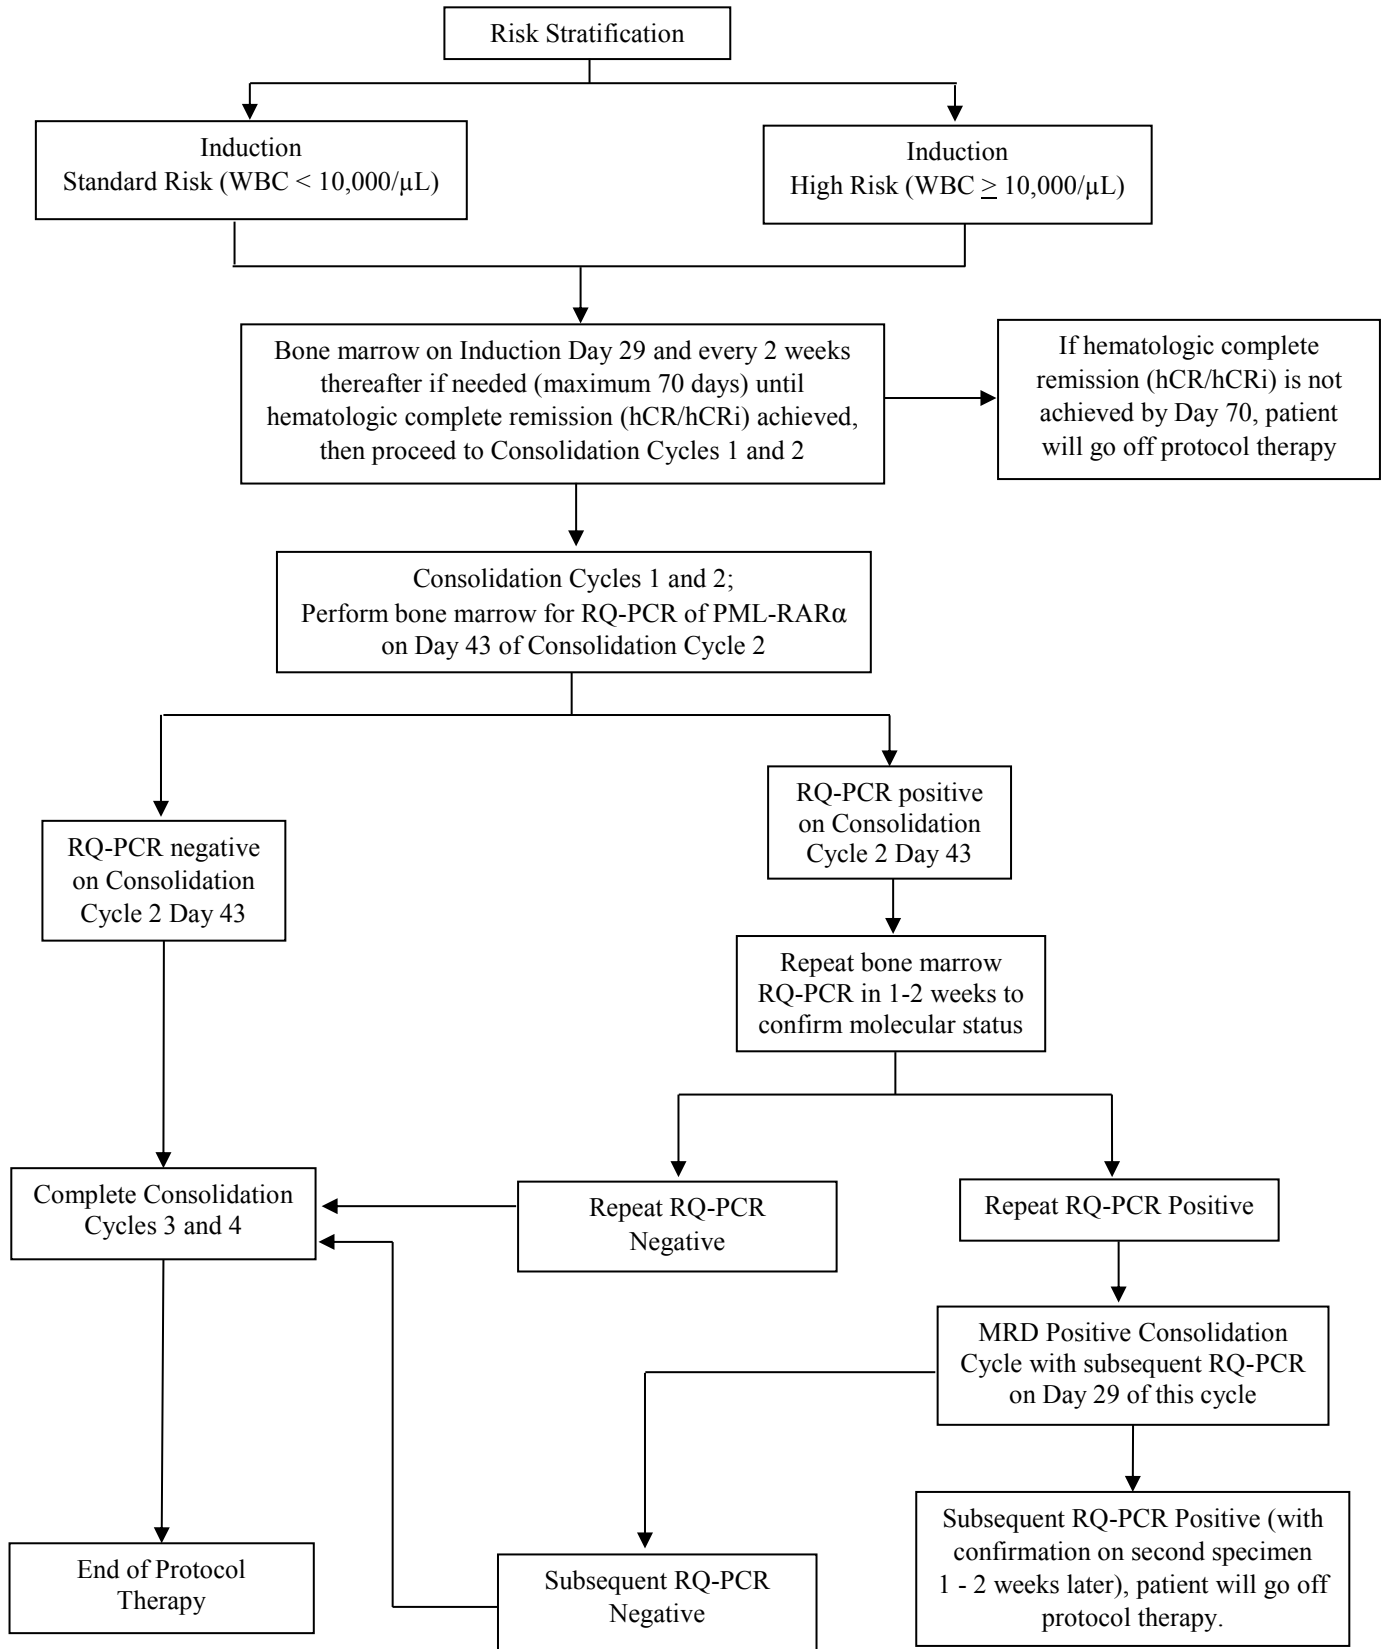 Risk Stratification
Induction
Standard Risk (WBC < 10,000/µL)
Induction
High Risk (WBC ≥ 10,000/µL)
Bone marrow on Induction Day 29 and every 2 weeks
thereafter if needed (maximum 70 days) until
hematologic complete remission (hCR/hCRi) achieved,
then proceed to Consolidation Cycles 1 and 2
If hematologic complete
remission (hCR/hCRi) is not
achieved by Day 70, patient
will go off protocol therapy
Consolidation Cycles 1 and 2;
Perform bone marrow for RQ-PCR of PML-RARα
on Day 43 of Consolidation Cycle 2
RQ-PCR negative
on Consolidation
Cycle 2 Day 43
RQ-PCR positive
on Consolidation
Cycle 2 Day 43
Repeat bone marrow
RQ-PCR in 1-2 weeks to
confirm molecular status
Complete Consolidation
Cycles 3 and 4
Repeat RQ-PCR
Negative
Repeat RQ-PCR Positive
MRD Positive Consolidation
Cycle with subsequent RQ-PCR
on Day 29 of this cycle
End of Protocol
Therapy
Subsequent RQ-PCR
Negative
Subsequent RQ-PCR Positive (with
confirmation on second specimen
1 - 2 weeks later), patient will go off
protocol therapy.